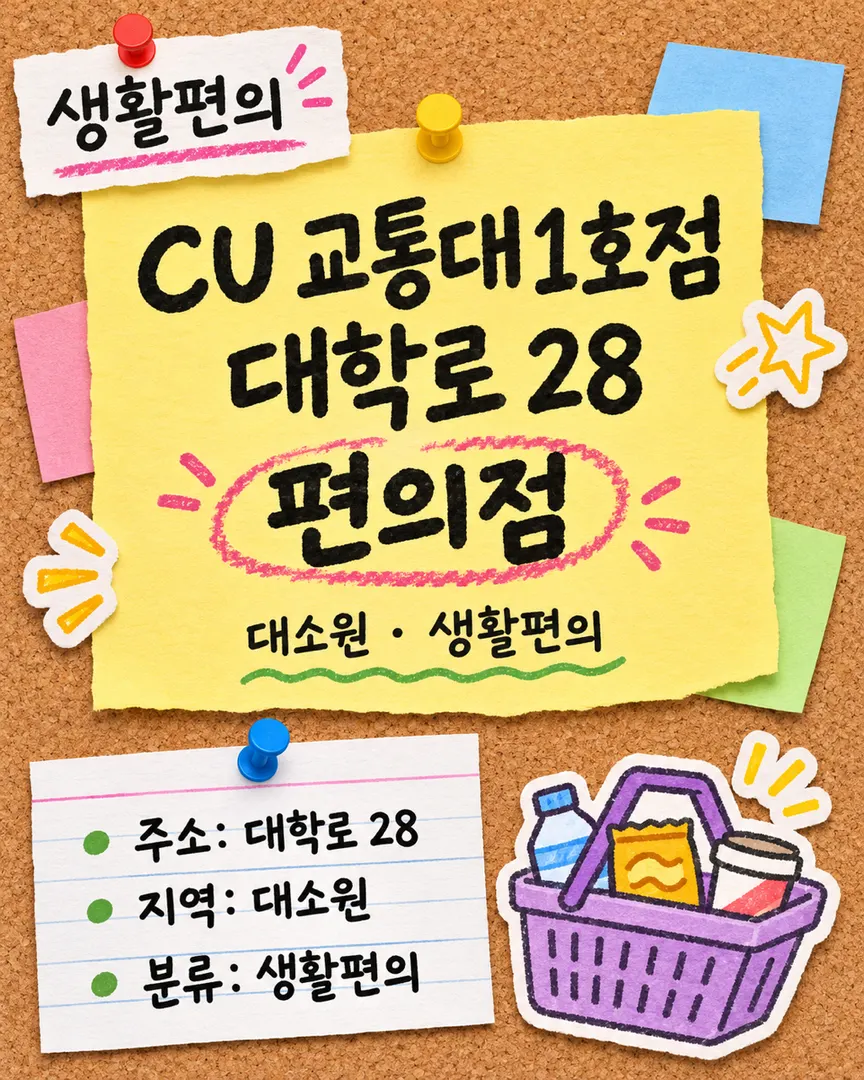 생활편의
CU 교통대1호점
대학로 28
편의점
대소원 · 생활편의
주소: 대학로 28
지역: 대소원
분류: 생활편의